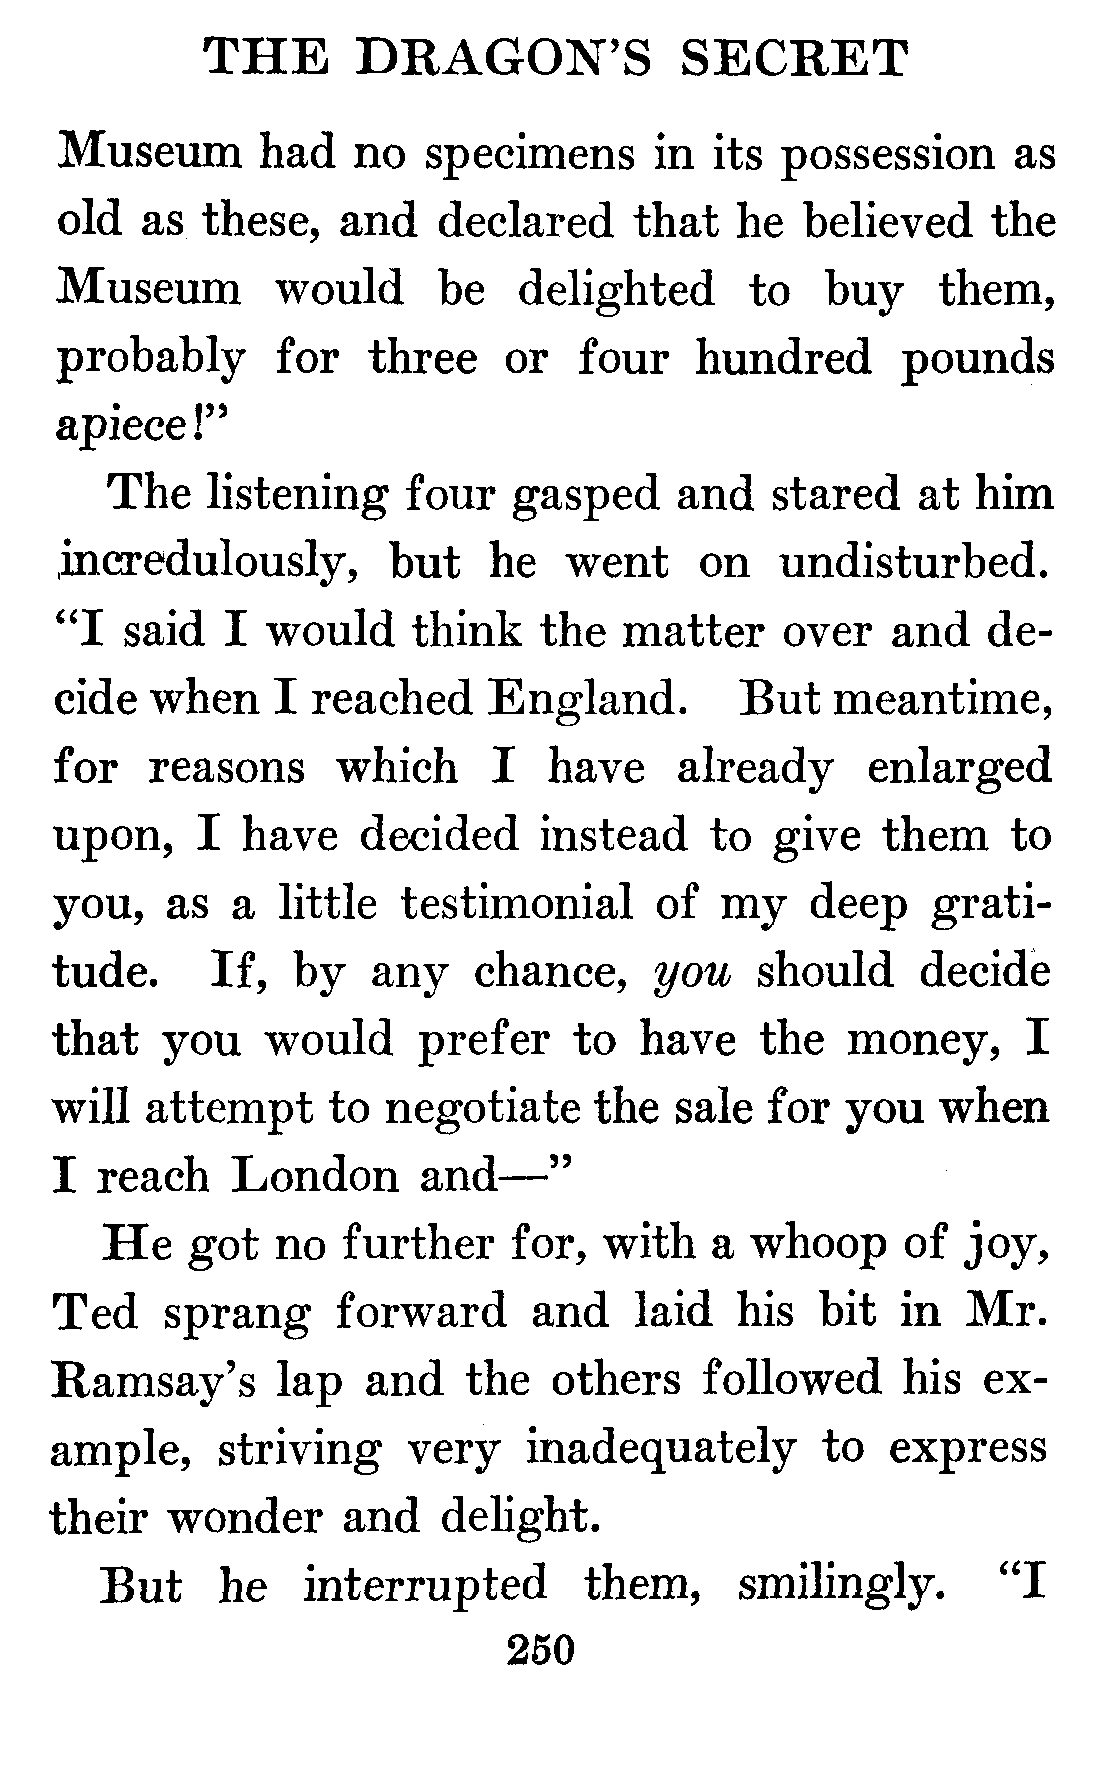 THE DRAGON'S SECRET
Museum had no specimens in its possession as
old as these, and declared that he believed the
Museum would be delighted to buy them,
probably for three or four hundred pounds
apiece!”
The listening four gasped and stared at him
incredulously, but he went on undisturbed.
“I said I would think the matter over and de-
cide when I reached England. But meantime,
for reasons which I have already enlarged
upon, I have decided instead to give them to
you, as a little testimonial of my deep grati-
tude. If, by any chance, you should decide
that you would prefer to have the money, I
will attempt to negotiate the sale for you when
I reach London and—”
He got no further for, with a whoop of joy,
Ted sprang forward and laid his bit in Mr.
Ramsay's lap and the others followed his ex-
ample, striving very inadequately to express
their wonder and delight.
But he interrupted them, smilingly. “I
250